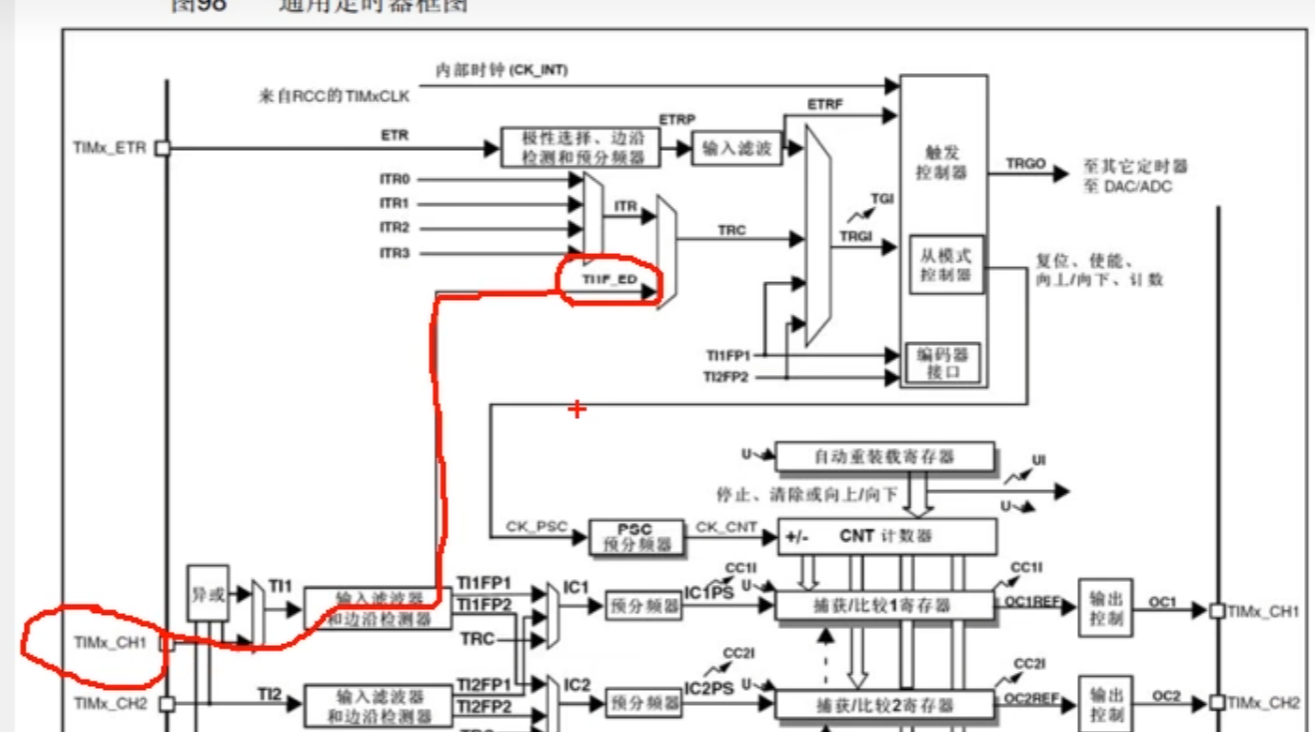 图98 通用定时器框图
内部时钟 (CK_INT)
来自RCC的TIMxCLK
ETRF
TIMx_ETR
ETR
极性选择、边沿
检测和预分频器
ETRP
输入滤波
触发
控制器
TRGO
至其它定时器
至 DAC/ADC
ITR0
ITR1
ITR2
ITR3
ITR
TRC
TGI
TRGI
TI1F_ED
从模式
控制器
复位、使能、
向上/向下、计数
TI1FP1
TI2FP2
编码器
接口
U
自动重装载寄存器
UI
停止、清除或向上/向下
U
CK_PSC
PSC
预分频器
CK_CNT
+/- CNT 计数器
异或
TI1
输入滤波器
和边沿检测器
TI1FP1
TI1FP2
TRC
IC1
预分频器
IC1PS
CC1I
U
捕获/比较1寄存器
CC1I
OC1REF
输出
控制
OC1
TIMx_CH1
TIMx_CH1
TIMx_CH2
TI2
输入滤波器
和边沿检测器
TI2FP1
TI2FP2
IC2
预分频器
IC2PS
CC2I
U
捕获/比较2寄存器
CC2I
OC2REF
输出
控制
OC2
TIMx_CH2